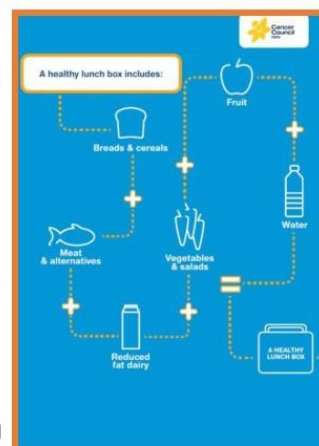 Cancer
Council
A healthy lunch box includes:
Breads & cereals
+
Meat
& alternatives
+
Reduced
fat dairy
+
Vegetables
& salads
+
Fruit
+
Water
=
A HEALTHY
LUNCH BOX